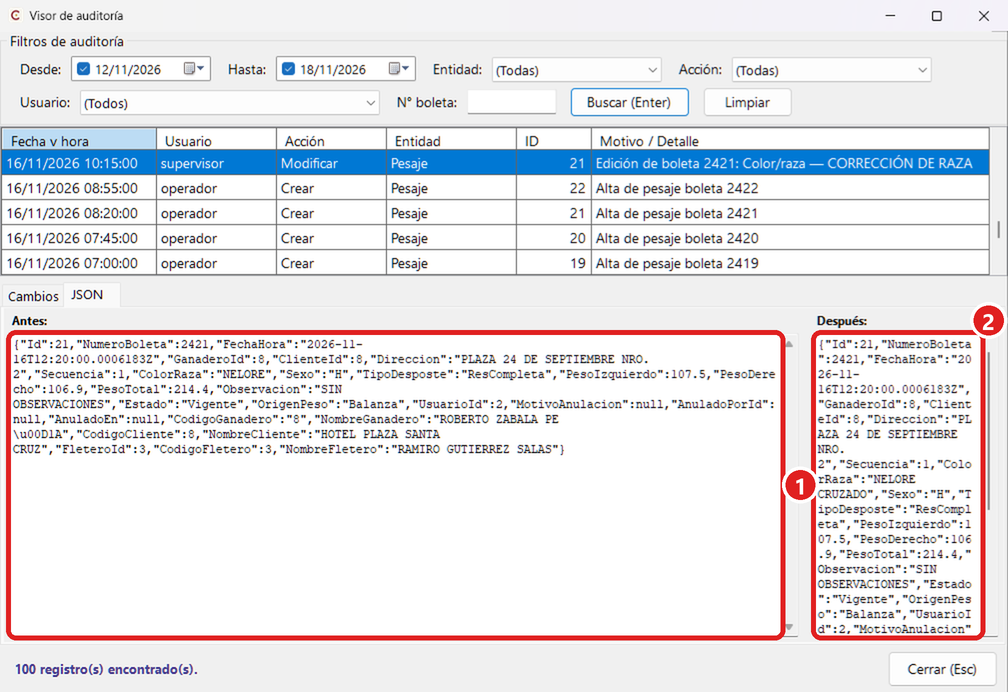 Visor de auditoría
Filtros de auditoría
Desde: 12/11/2026 Hasta: 18/11/2026 Entidad: (Todas) Acción: (Todas)
Usuario: (Todos) N° boleta: Buscar (Enter) Limpiar
Fecha y hora Usuario Acción Entidad ID Motivo / Detalle
16/11/2026 10:15:00 supervisor Modificar Pesaje 21 Edición de boleta 2421: Color/raza — CORRECCIÓN DE RAZA
16/11/2026 08:55:00 operador Crear Pesaje 22 Alta de pesaje boleta 2422
16/11/2026 08:20:00 operador Crear Pesaje 21 Alta de pesaje boleta 2421
16/11/2026 07:45:00 operador Crear Pesaje 20 Alta de pesaje boleta 2420
16/11/2026 07:00:00 operador Crear Pesaje 19 Alta de pesaje boleta 2419
Cambios JSON
Antes:
{"Id":21,"NumeroBoleta":2421,"FechaHora":"2026-11-
16T12:20:00.0006183Z","GanaderoId":8,"ClienteId":8,"Direccion":"PLAZA 24 DE SEPTIEMBRE NRO.
2","Secuencia":1,"ColorRaza":"NELORE","Sexo":"H","TipoDesposte":"ResCompleta","PesoIzquierdo":107.5,"PesoDere
cho":106.9,"PesoTotal":214.4,"Observacion":"SIN
OBSERVACIONES","Estado":"Vigente","OrigenPeso":"Balanza","UsuarioId":2,"MotivoAnulacion":null,"AnuladoPorId":
null,"AnuladoEn":null,"CodigoGanadero":"8","NombreGanadero":"ROBERTO ZABALA PE
\u00D1A","CodigoCliente":8,"NombreCliente":"HOTEL PLAZA SANTA
CRUZ","FleteroId":3,"CodigoFletero":3,"NombreFletero":"RAMIRO GUTIERREZ SALAS"}
1
Después:
2
{"Id":21,"NumeroBoleta"
:2421,"FechaHora":"20
26-11-
16T12:20:00.0006183Z",
"GanaderoId":8,"Client
eId":8,"Direccion":"PL
AZA 24 DE SEPTIEMBRE
NRO.
2","Secuencia":1,"Colo
rRaza":"NELORE
CRUZADO","Sexo":"H","T
ipoDesposte":"ResCompl
eta","PesoIzquierdo":1
07.5,"PesoDerecho":106
.9,"PesoTotal":214.4,"
Observacion":"SIN
OBSERVACIONES","Estado
":"Vigente","OrigenPes
o":"Balanza","UsuarioI
d":2,"MotivoAnulacion"
100 registro(s) encontrado(s).
Cerrar (Esc)